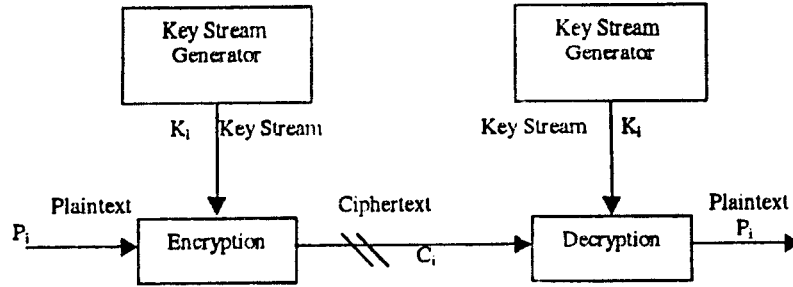 Key Stream
Generator
Key Stream
Generator
Kᵢ Key Stream
Key Stream Kᵢ
Plaintext
Ciphertext
Plaintext
Pᵢ
Encryption
Cᵢ
Decryption
Pᵢ